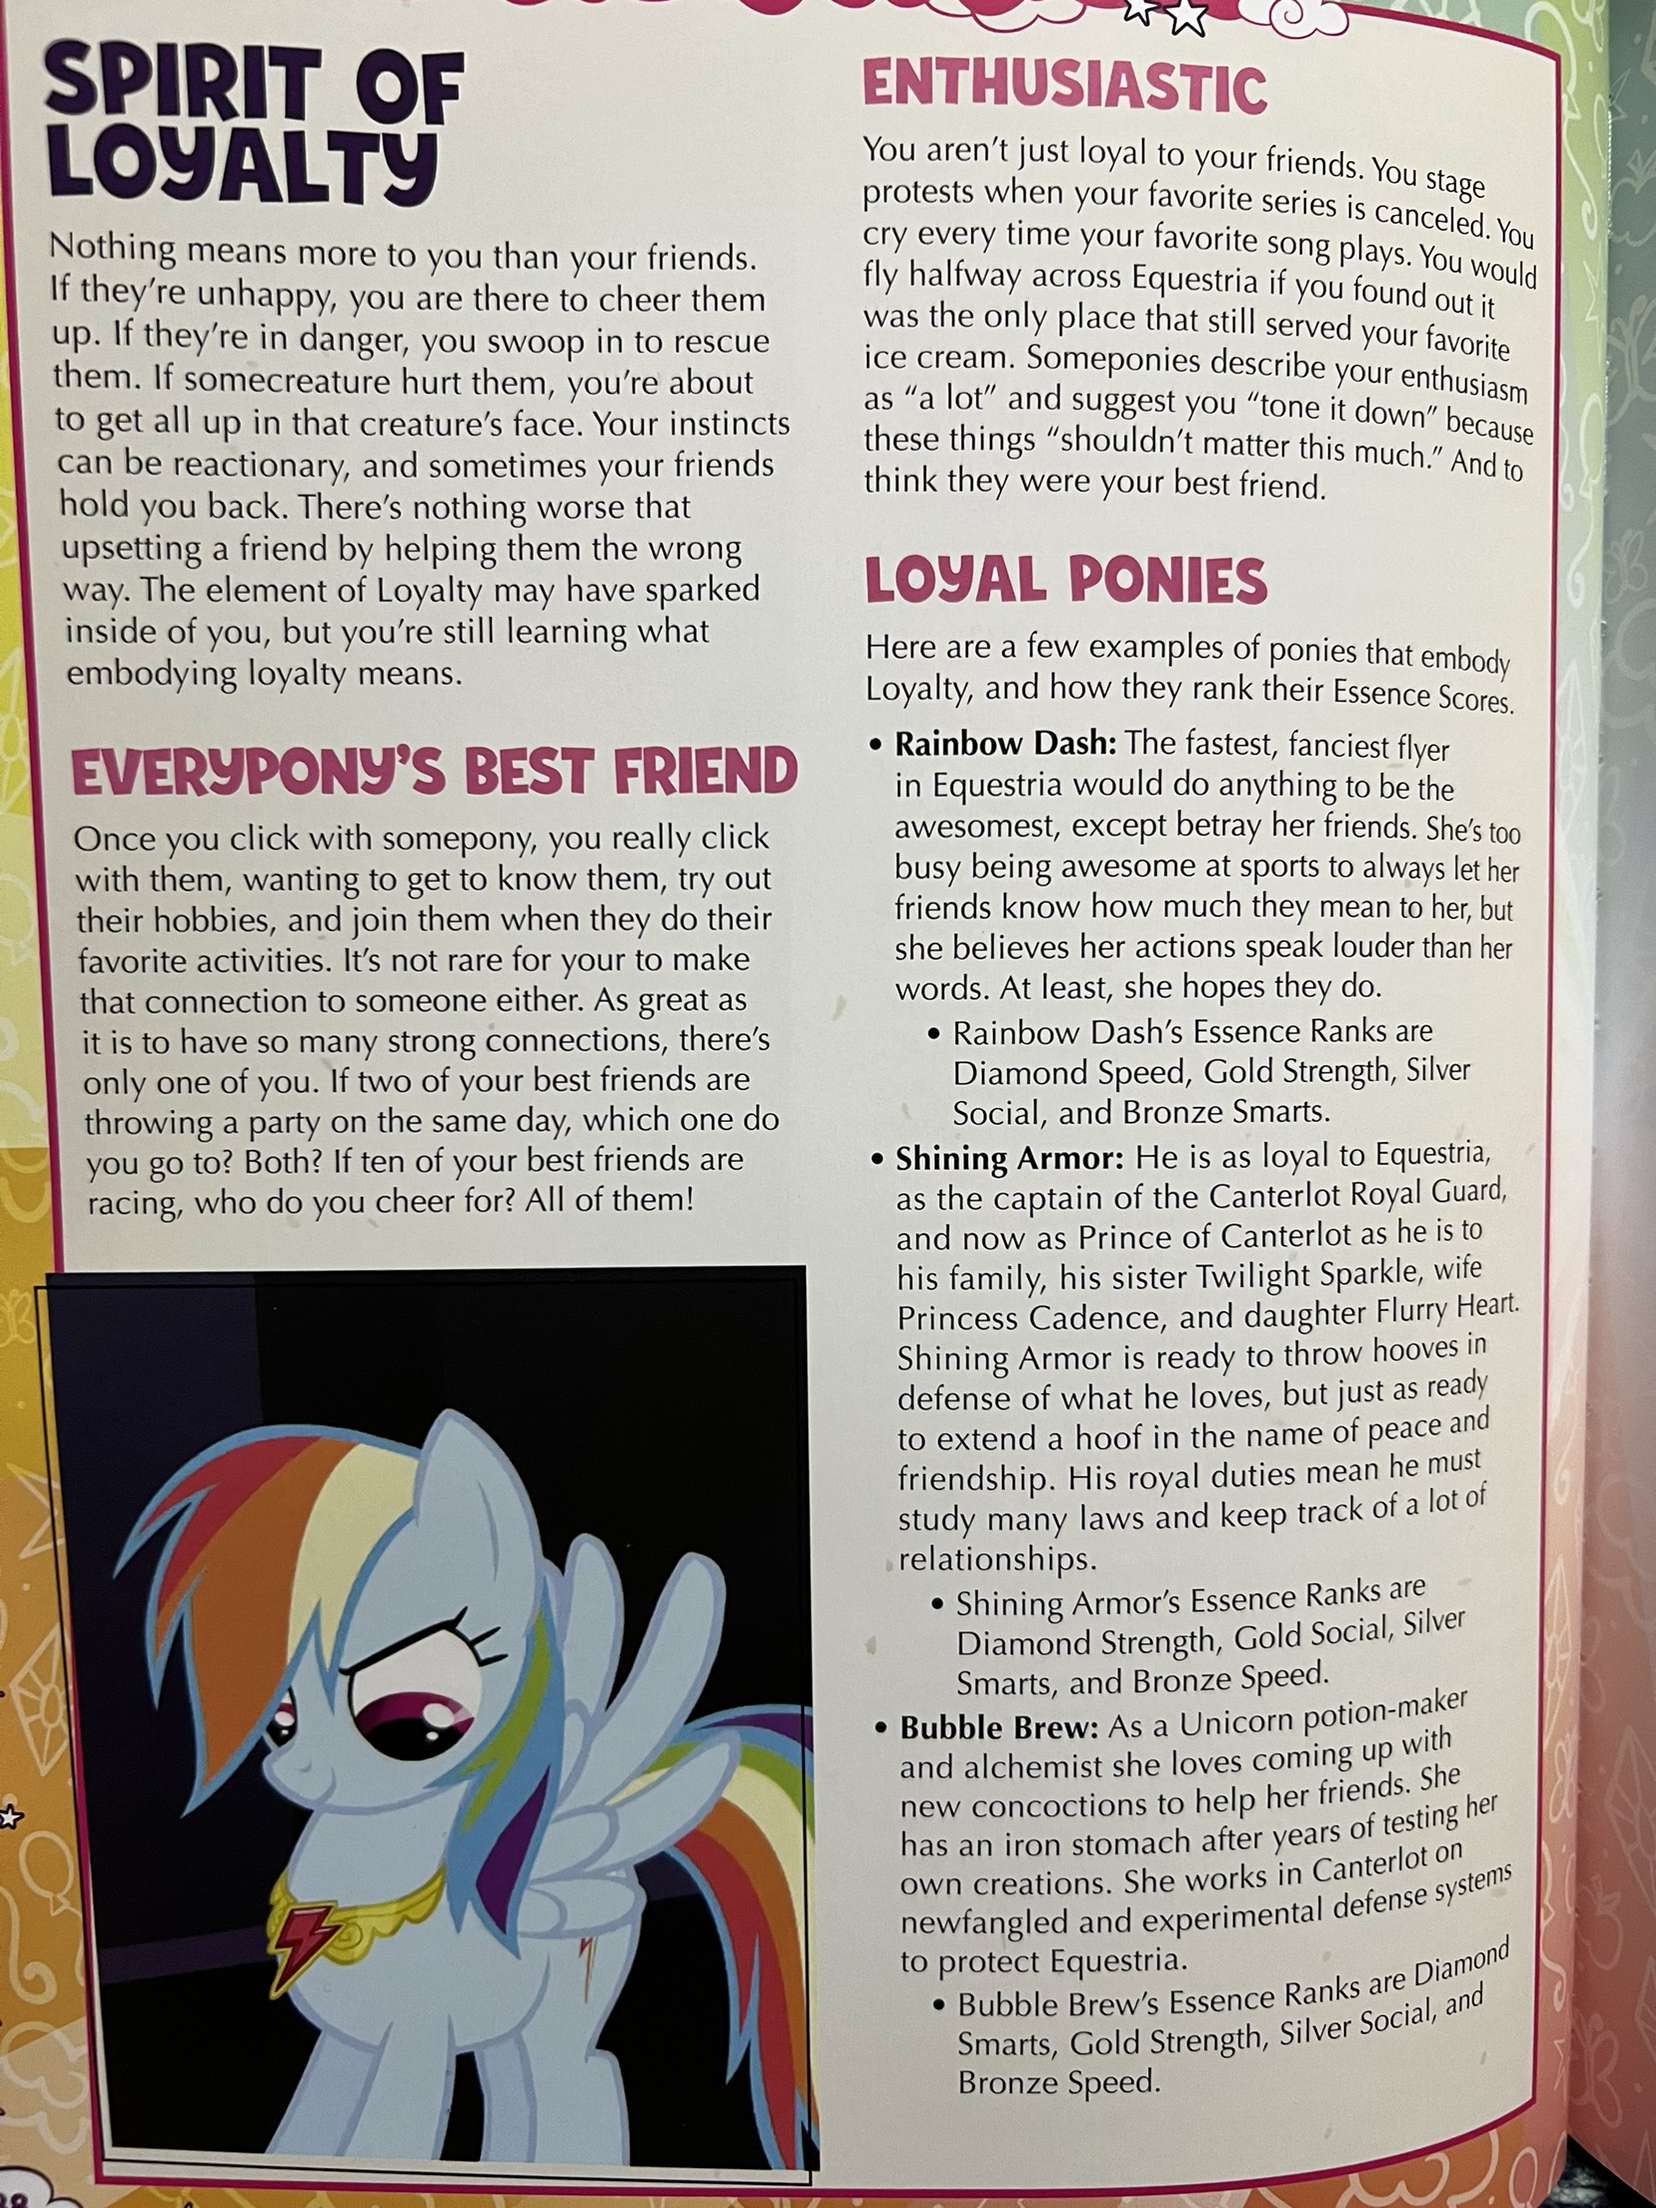 SPIRIT OF
LOYALTY
Nothing means more to you than your friends.
If they're unhappy, you are there to cheer them
up. If they're in danger, you swoop in to rescue
them. If somecreature hurt them, you're about
to get all up in that creature's face. Your instincts
can be reactionary, and sometimes your friends
hold you back. There's nothing worse that
upsetting a friend by helping them the wrong
way. The element of Loyalty may have sparked
inside of you, but you're still learning what
embodying loyalty means.
EVERYPONY'S BEST FRIEND
Once you click with somepony, you really click
with them, wanting to get to know them, try out
their hobbies, and join them when they do their
favorite activities. It's not rare for your to make
that connection to someone either. As great as
it is to have so many strong connections, there's
only one of you. If two of your best friends are
throwing a party on the same day, which one do
you go to? Both? If ten of your best friends are
racing, who do you cheer for? All of them!
ENTHUSIASTIC
You aren't just loyal to your friends. You stage
protests when your favorite series is canceled. You
cry every time your favorite song plays. You would
fly halfway across Equestria if you found out it
was the only place that still served your favorite
ice cream. Someponies describe your enthusiasm
as "a lot" and suggest you "tone it down" because
these things "shouldn't matter this much." And to
think they were your best friend.
LOYAL PONIES
Here are a few examples of ponies that embody
Loyalty, and how they rank their Essence Scores.
• Rainbow Dash: The fastest, fanciest flyer
in Equestria would do anything to be the
awesomest, except betray her friends. She's too
busy being awesome at sports to always let her
friends know how much they mean to her, but
she believes her actions speak louder than her
words. At least, she hopes they do.
• Rainbow Dash's Essence Ranks are
Diamond Speed, Gold Strength, Silver
Social, and Bronze Smarts.
• Shining Armor: He is as loyal to Equestria,
as the captain of the Canterlot Royal Guard,
and now as Prince of Canterlot as he is to
his family, his sister Twilight Sparkle, wife
Princess Cadence, and daughter Flurry Heart.
Shining Armor is ready to throw hooves in
defense of what he loves, but just as ready
to extend a hoof in the name of peace and
friendship. His royal duties mean he must
study many laws and keep track of a lot of
relationships.
• Shining Armor's Essence Ranks are
Diamond Strength, Gold Social, Silver
Smarts, and Bronze Speed.
• Bubble Brew: As a Unicorn potion-maker
and alchemist she loves coming up with
new concoctions to help her friends. She
has an iron stomach after years of testing her
own creations. She works in Canterlot on
newfangled and experimental defense systems
to protect Equestria.
• Bubble Brew's Essence Ranks are Diamond
Smarts, Gold Strength, Silver Social, and
Bronze Speed.